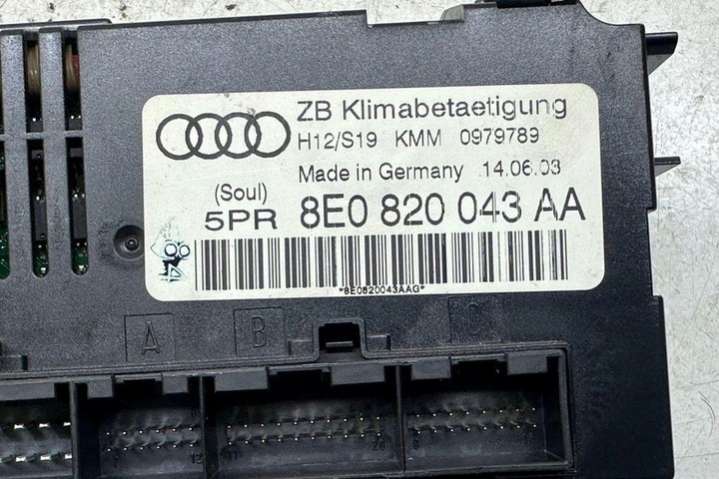 ZB Klimabetaetigung
H12/S19 KMM 0979789
Made in Germany 14.06.03
(Soul)
5PR 8E0 820 043 AA
*8E0820043AAG*
A B C